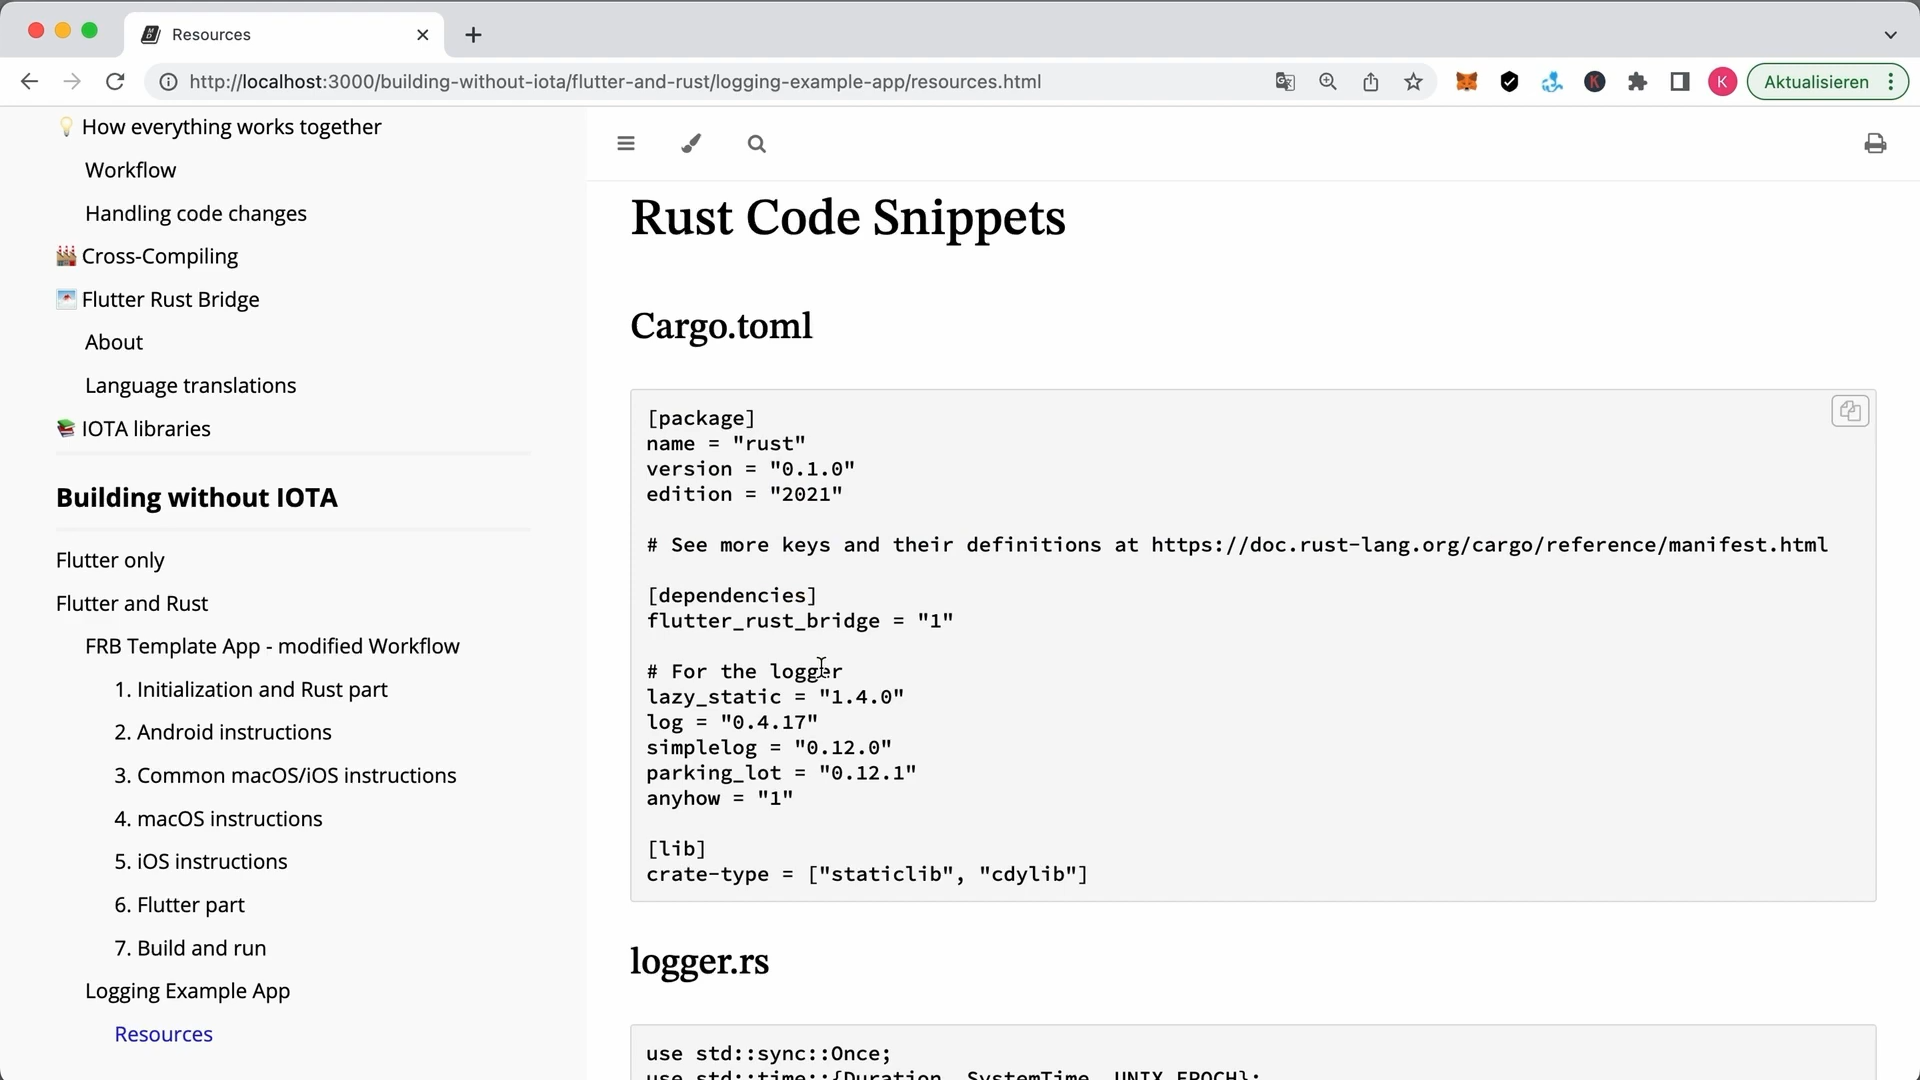 Resources
http://localhost:3000/building-without-iota/flutter-and-rust/logging-example-app/resources.html
K
K
Aktualisieren
How everything works together
Workflow
Handling code changes
Cross-Compiling
Flutter Rust Bridge
About
Language translations
IOTA libraries
Building without IOTA
Flutter only
Flutter and Rust
FRB Template App - modified Workflow
1. Initialization and Rust part
2. Android instructions
3. Common macOS/iOS instructions
4. macOS instructions
5. iOS instructions
6. Flutter part
7. Build and run
Logging Example App
Resources
Rust Code Snippets
Cargo.toml
[package]
name = "rust"
version = "0.1.0"
edition = "2021"
# See more keys and their definitions at https://doc.rust-lang.org/cargo/reference/manifest.html
[dependencies]
flutter_rust_bridge = "1"
# For the logger
lazy_static = "1.4.0"
log = "0.4.17"
simplelog = "0.12.0"
parking_lot = "0.12.1"
anyhow = "1"
[lib]
crate-type = ["staticlib", "cdylib"]
logger.rs
use std::sync::Once;
use std::time::{Duration, SystemTime, UNIX_EPOCH};